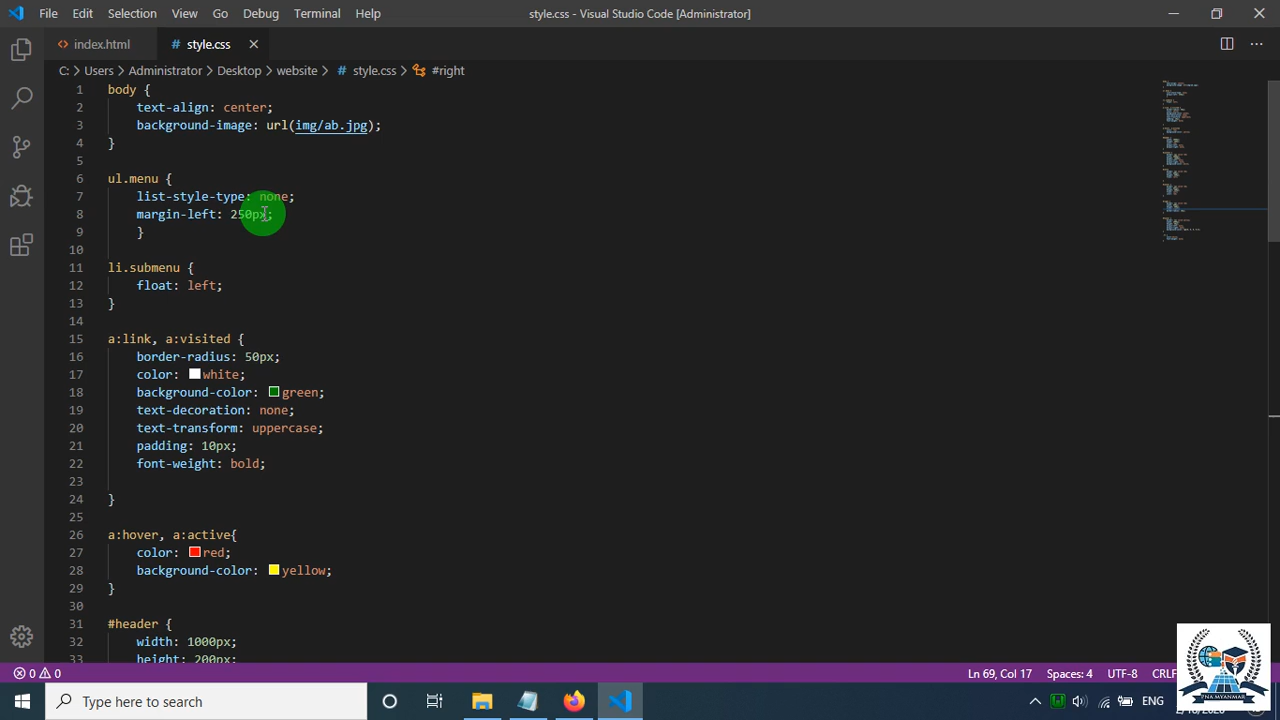 File Edit Selection View Go Debug Terminal Help
style.css - Visual Studio Code [Administrator]
index.html
# style.css
C: > Users > Administrator > Desktop > website > # style.css > #right
1 body {
2 text-align: center;
3 background-image: url(img/ab.jpg);
4 }
5
6 ul.menu {
7 list-style-type: none;
8 margin-left: 250px;
9 }
10
11 li.submenu {
12 float: left;
13 }
14
15 a:link, a:visited {
16 border-radius: 50px;
17 color: white;
18 background-color: green;
19 text-decoration: none;
20 text-transform: uppercase;
21 padding: 10px;
22 font-weight: bold;
23
24 }
25
26 a:hover, a:active{
27 color: red;
28 background-color: yellow;
29 }
30
31 #header {
32 width: 1000px;
33 height: 200px;
0 0 Ln 69, Col 17 Spaces: 4 UTF-8 CRLF
Type here to search
ENG
PNA MYANMAR